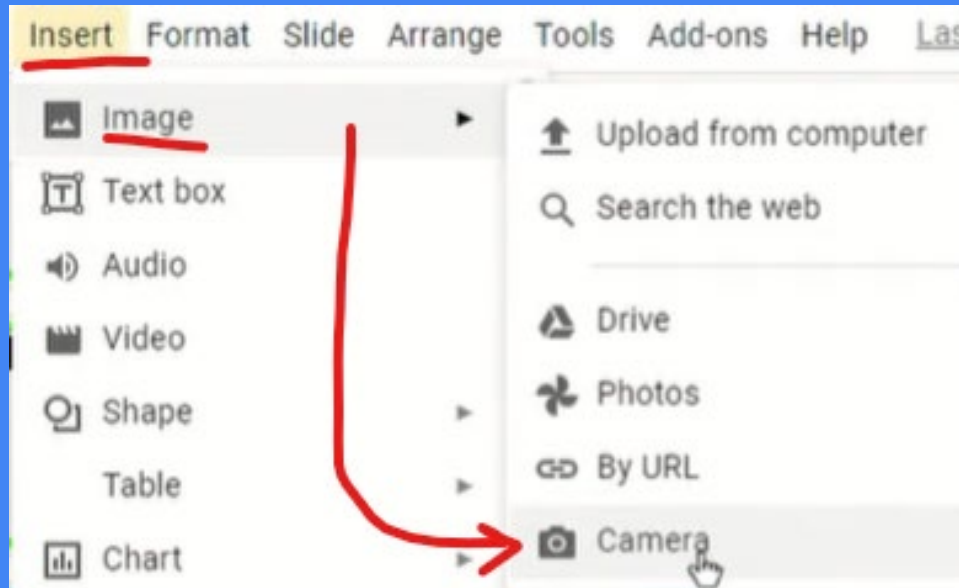 Insert Format Slide Arrange Tools Add-ons Help Las
Image
Text box
Audio
Video
Shape
Table
Chart
Upload from computer
Search the web
Drive
Photos
By URL
Camera